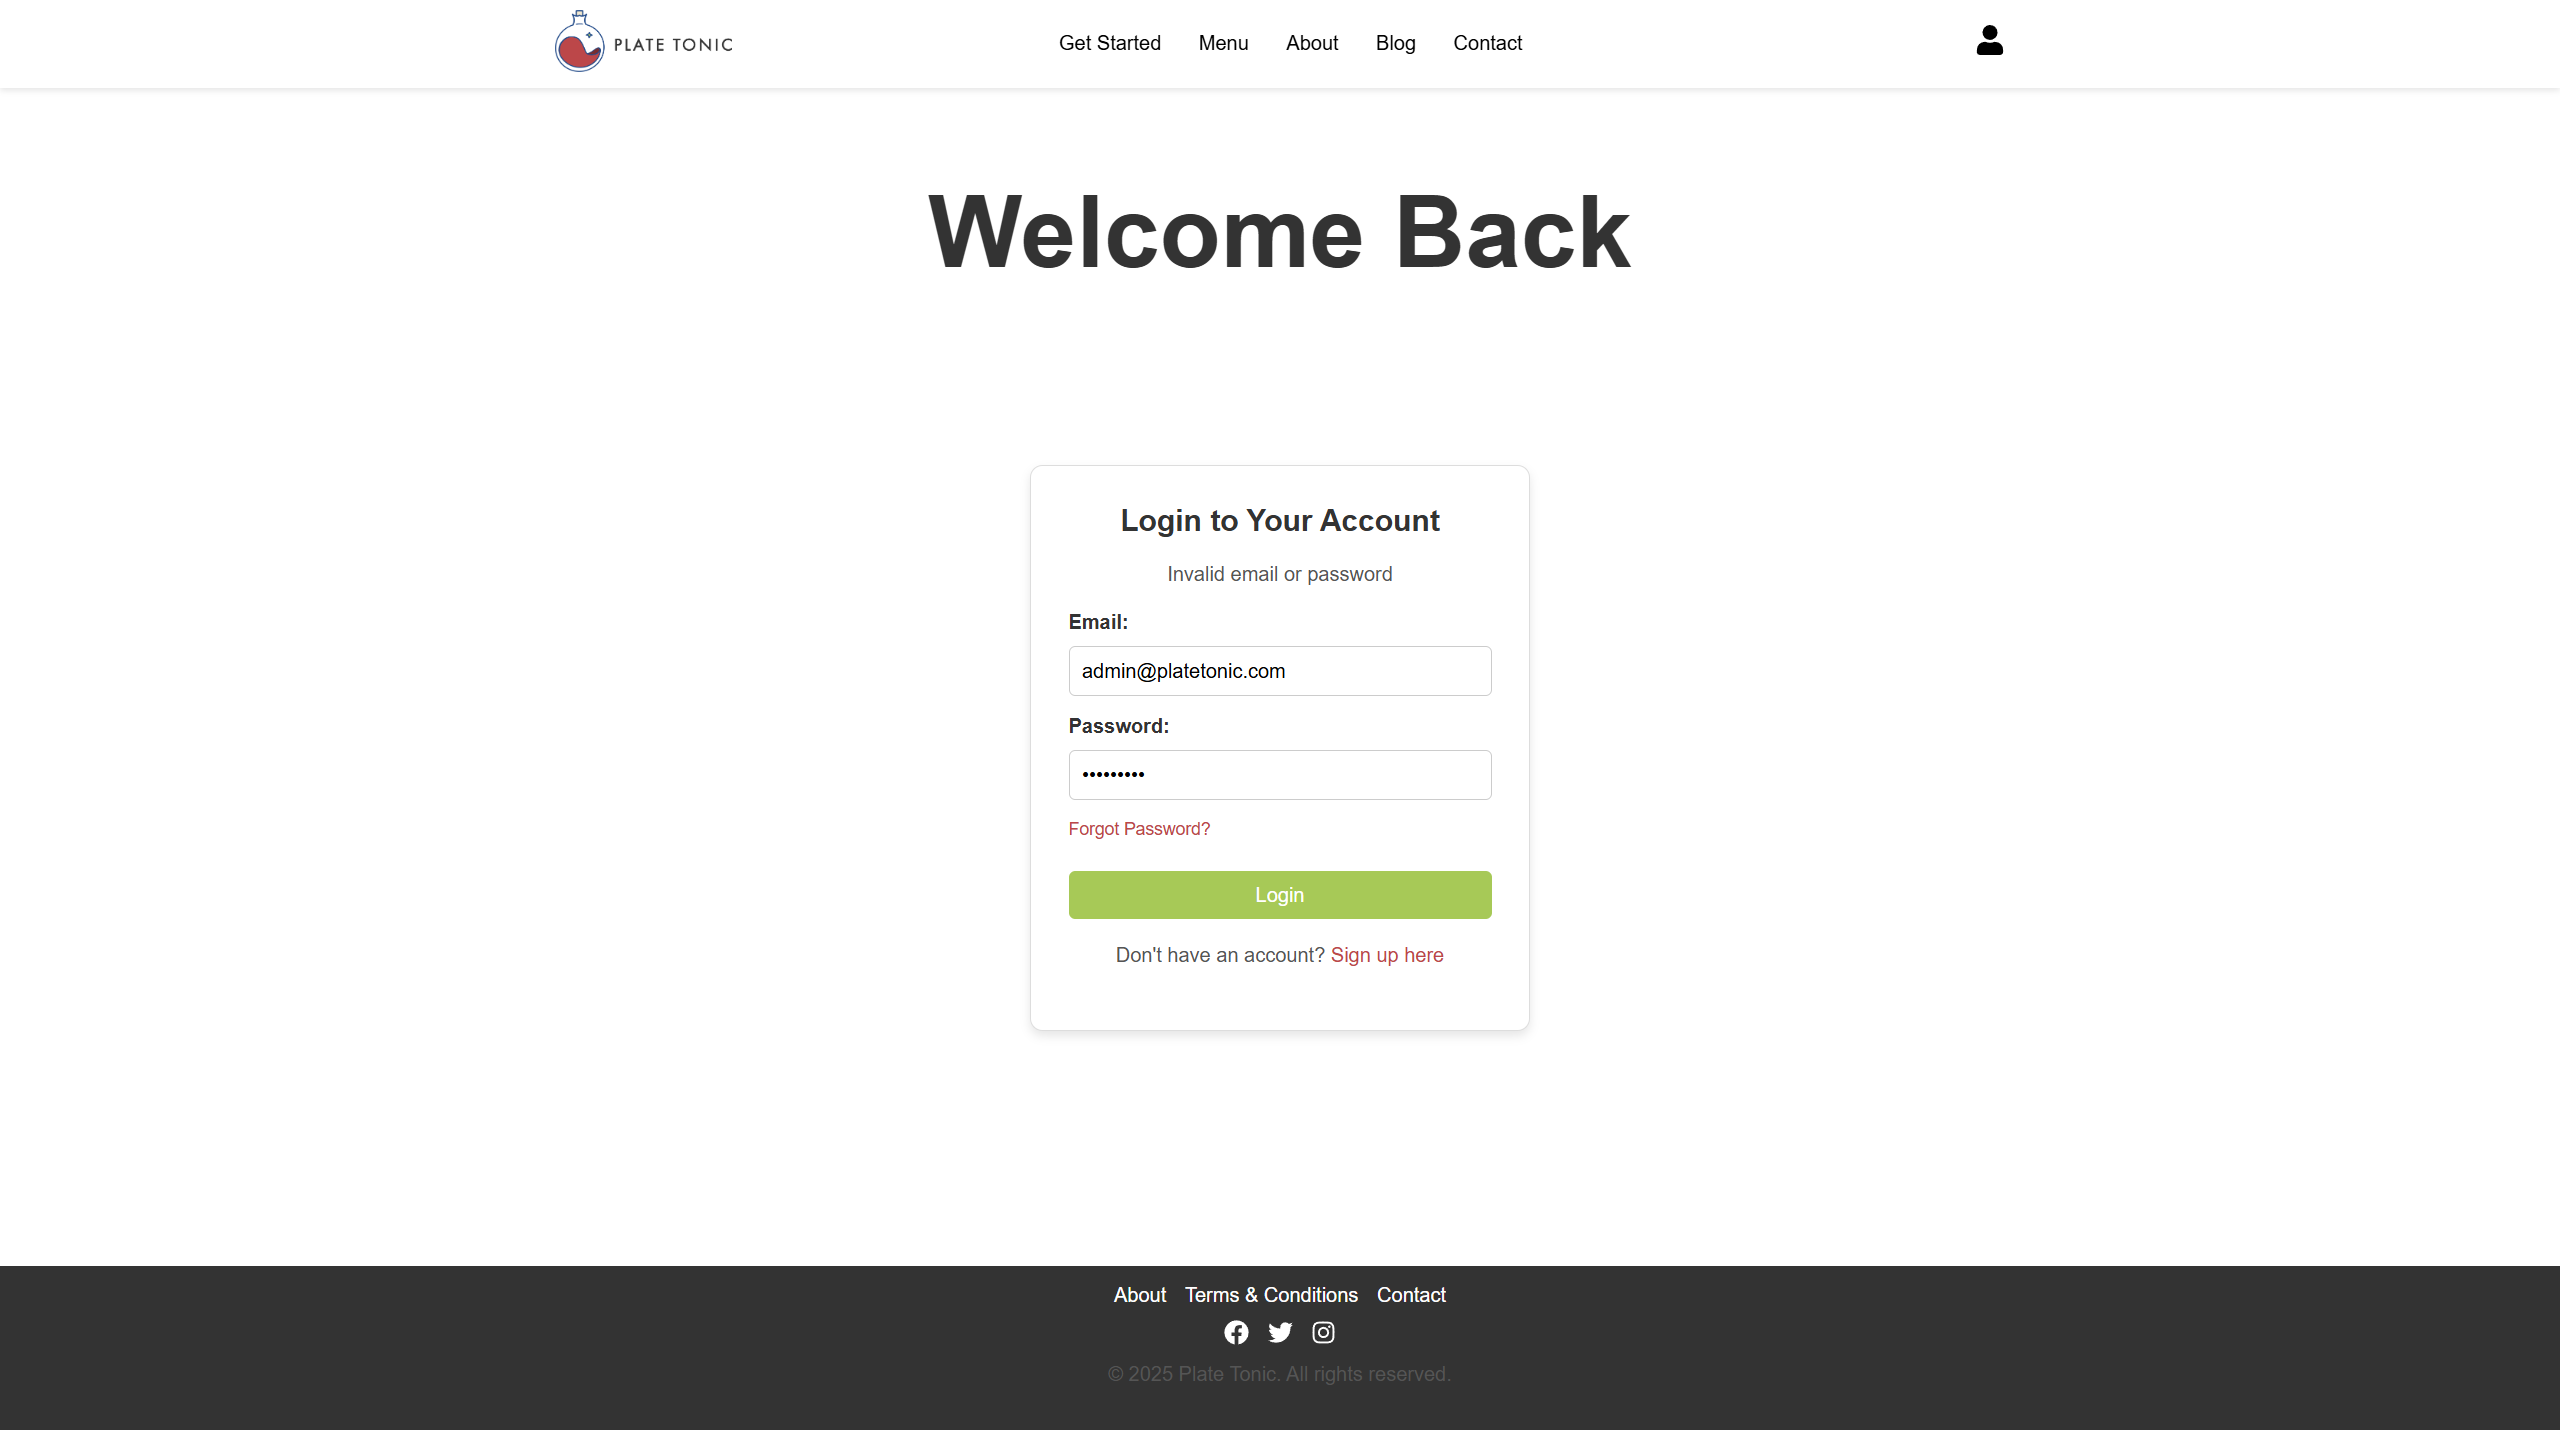 PLATE TONIC
Get Started Menu About Blog Contact
Welcome Back
Login to Your Account
Invalid email or password
Email:
admin@platetonic.com
Password:
•••••••••
Forgot Password?
Login
Don't have an account? Sign up here
About Terms & Conditions Contact
© 2025 Plate Tonic. All rights reserved.